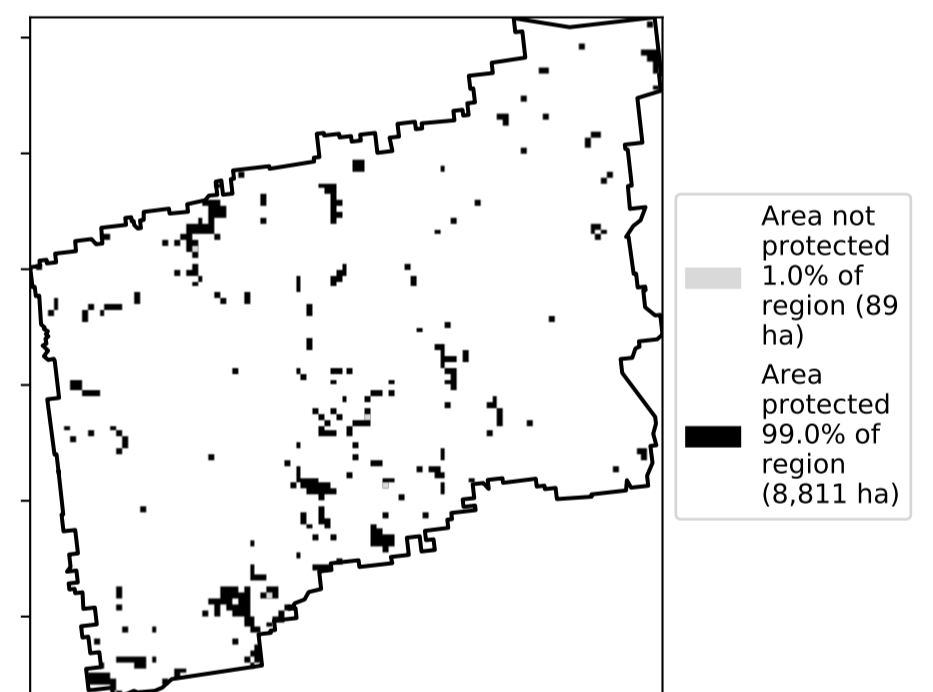 Area not
protected
1.0% of
region (89
ha)
Area
protected
99.0% of
region
(8,811 ha)